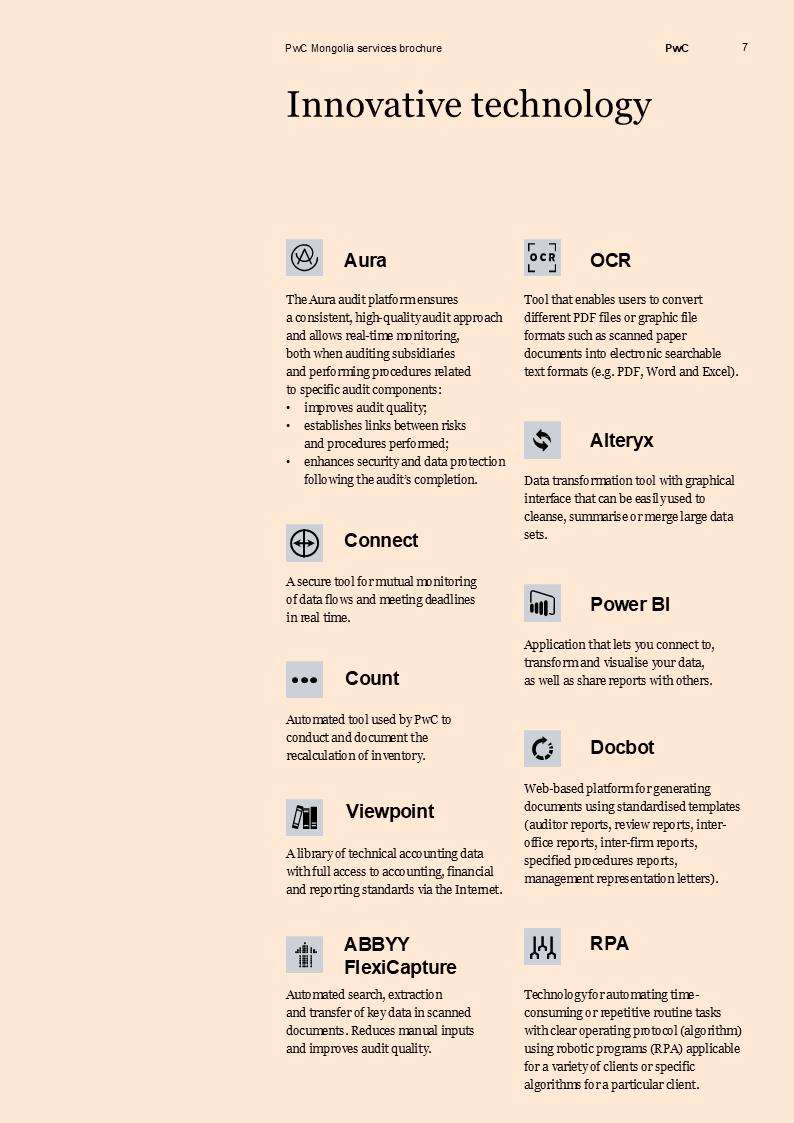 PwC Mongolia services brochure
PwC
7
Innovative technology
Aura
The Aura audit platform ensures
a consistent, high-quality audit approach
and allows real-time monitoring,
both when auditing subsidiaries
and performing procedures related
to specific audit components:
• improves audit quality;
• establishes links between risks
and procedures performed;
• enhances security and data protection
following the audit's completion.
Connect
A secure tool for mutual monitoring
of data flows and meeting deadlines
in real time.
Count
Automated tool used by PwC to
conduct and document the
recalculation of inventory.
Viewpoint
A library of technical accounting data
with full access to accounting, financial
and reporting standards via the Internet.
ABBYY
FlexiCapture
Automated search, extraction
and transfer of key data in scanned
documents. Reduces manual inputs
and improves audit quality.
OCR
OCR
Tool that enables users to convert
different PDF files or graphic file
formats such as scanned paper
documents into electronic searchable
text formats (e.g. PDF, Word and Excel).
Alteryx
Data transformation tool with graphical
interface that can be easily used to
cleanse, summarise or merge large data
sets.
Power BI
Application that lets you connect to,
transform and visualise your data,
as well as share reports with others.
Docbot
Web-based platform for generating
documents using standardised templates
(auditor reports, review reports, inter-
office reports, inter-firm reports,
specified procedures reports,
management representation letters).
RPA
Technology for automating time-
consuming or repetitive routine tasks
with clear operating protocol (algorithm)
using robotic programs (RPA) applicable
for a variety of clients or specific
algorithms for a particular client.